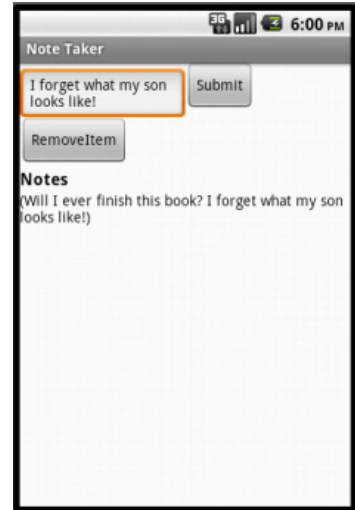 3G 6:00 PM
Note Taker
I forget what my son
looks like!
Submit
RemoveItem
Notes
(Will I ever finish this book? I forget what my son
looks like!)